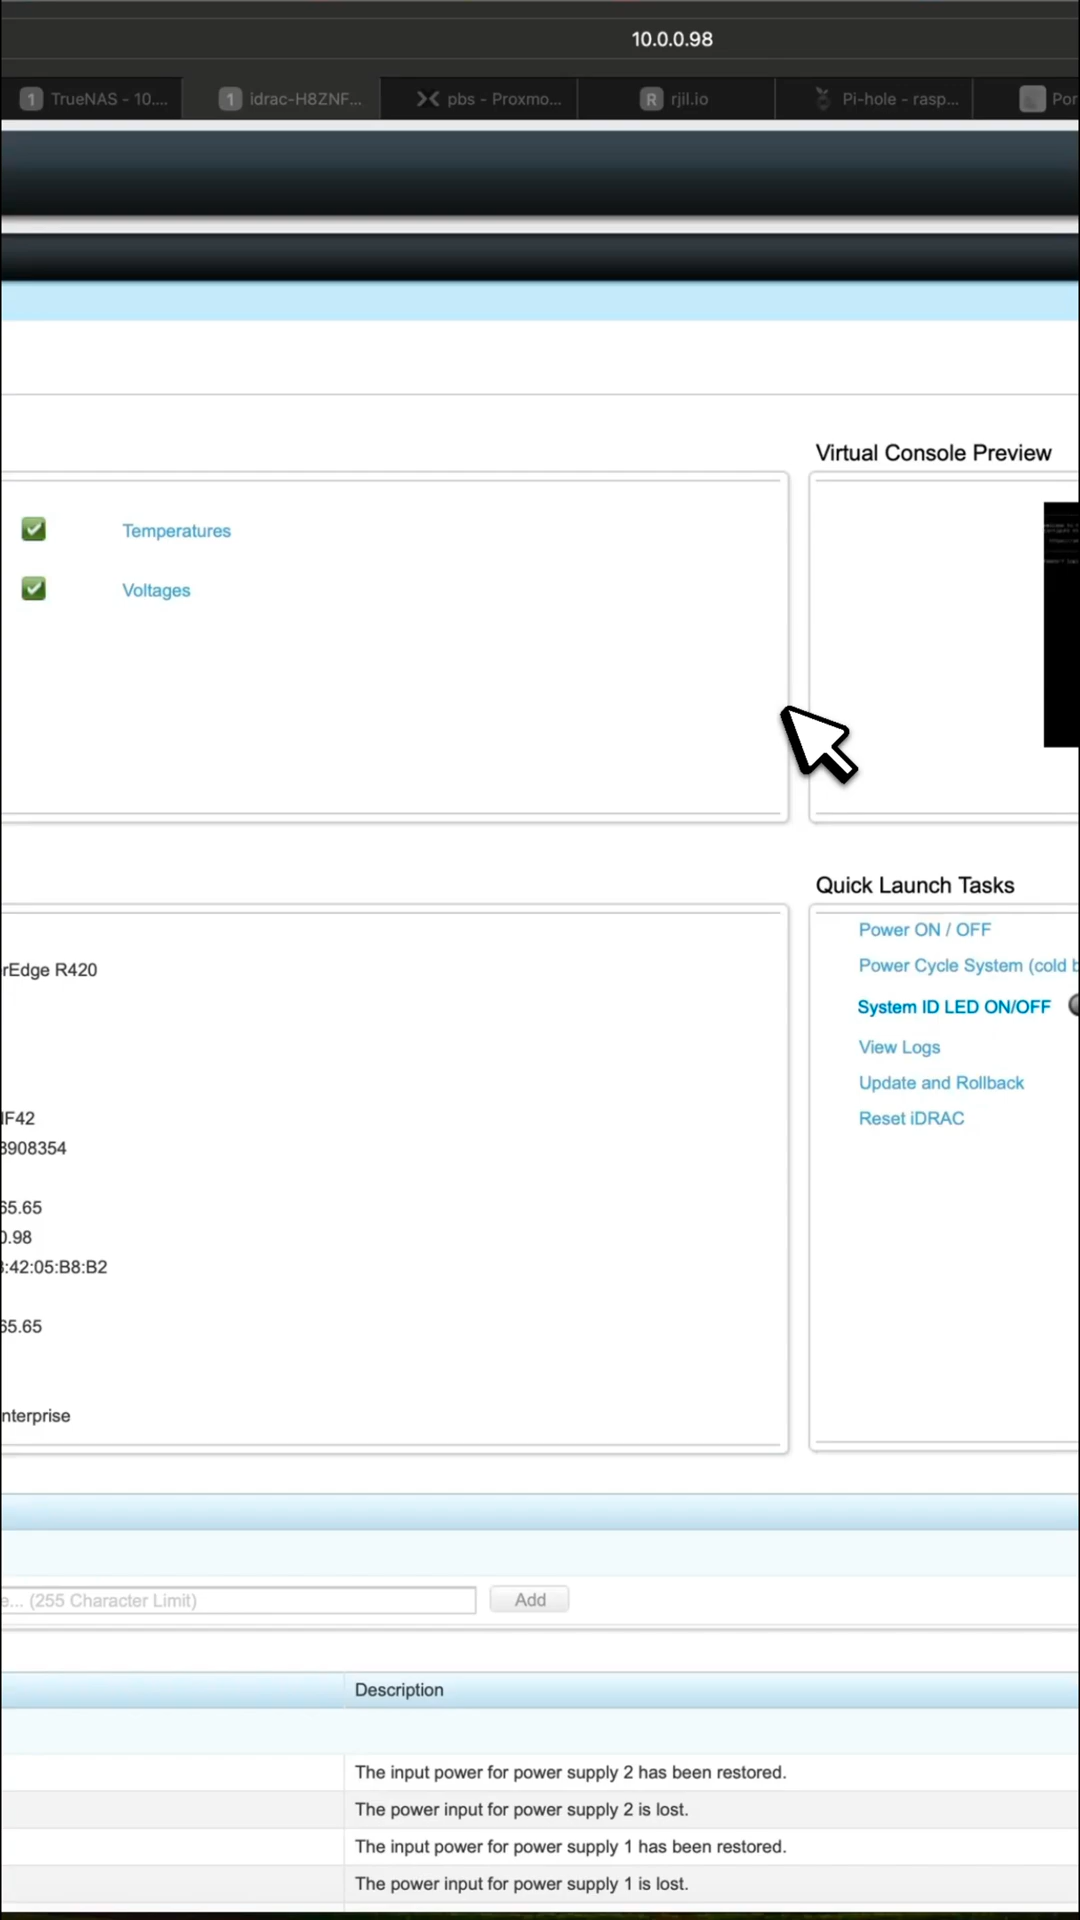 10.0.0.98
1 TrueNAS - 10....
1 idrac-H8ZNF...
pbs - Proxmo...
R rjil.io
Pi-hole - rasp...
Por
Virtual Console Preview
Temperatures
Voltages
Quick Launch Tasks
Power ON / OFF
rEdge R420
Power Cycle System (cold b
System ID LED ON/OFF
View Logs
Update and Rollback
Reset iDRAC
F42
3908354
65.65
0.98
:42:05:B8:B2
65.65
nterprise
e... (255 Character Limit)
Add
Description
The input power for power supply 2 has been restored.
The power input for power supply 2 is lost.
The input power for power supply 1 has been restored.
The power input for power supply 1 is lost.